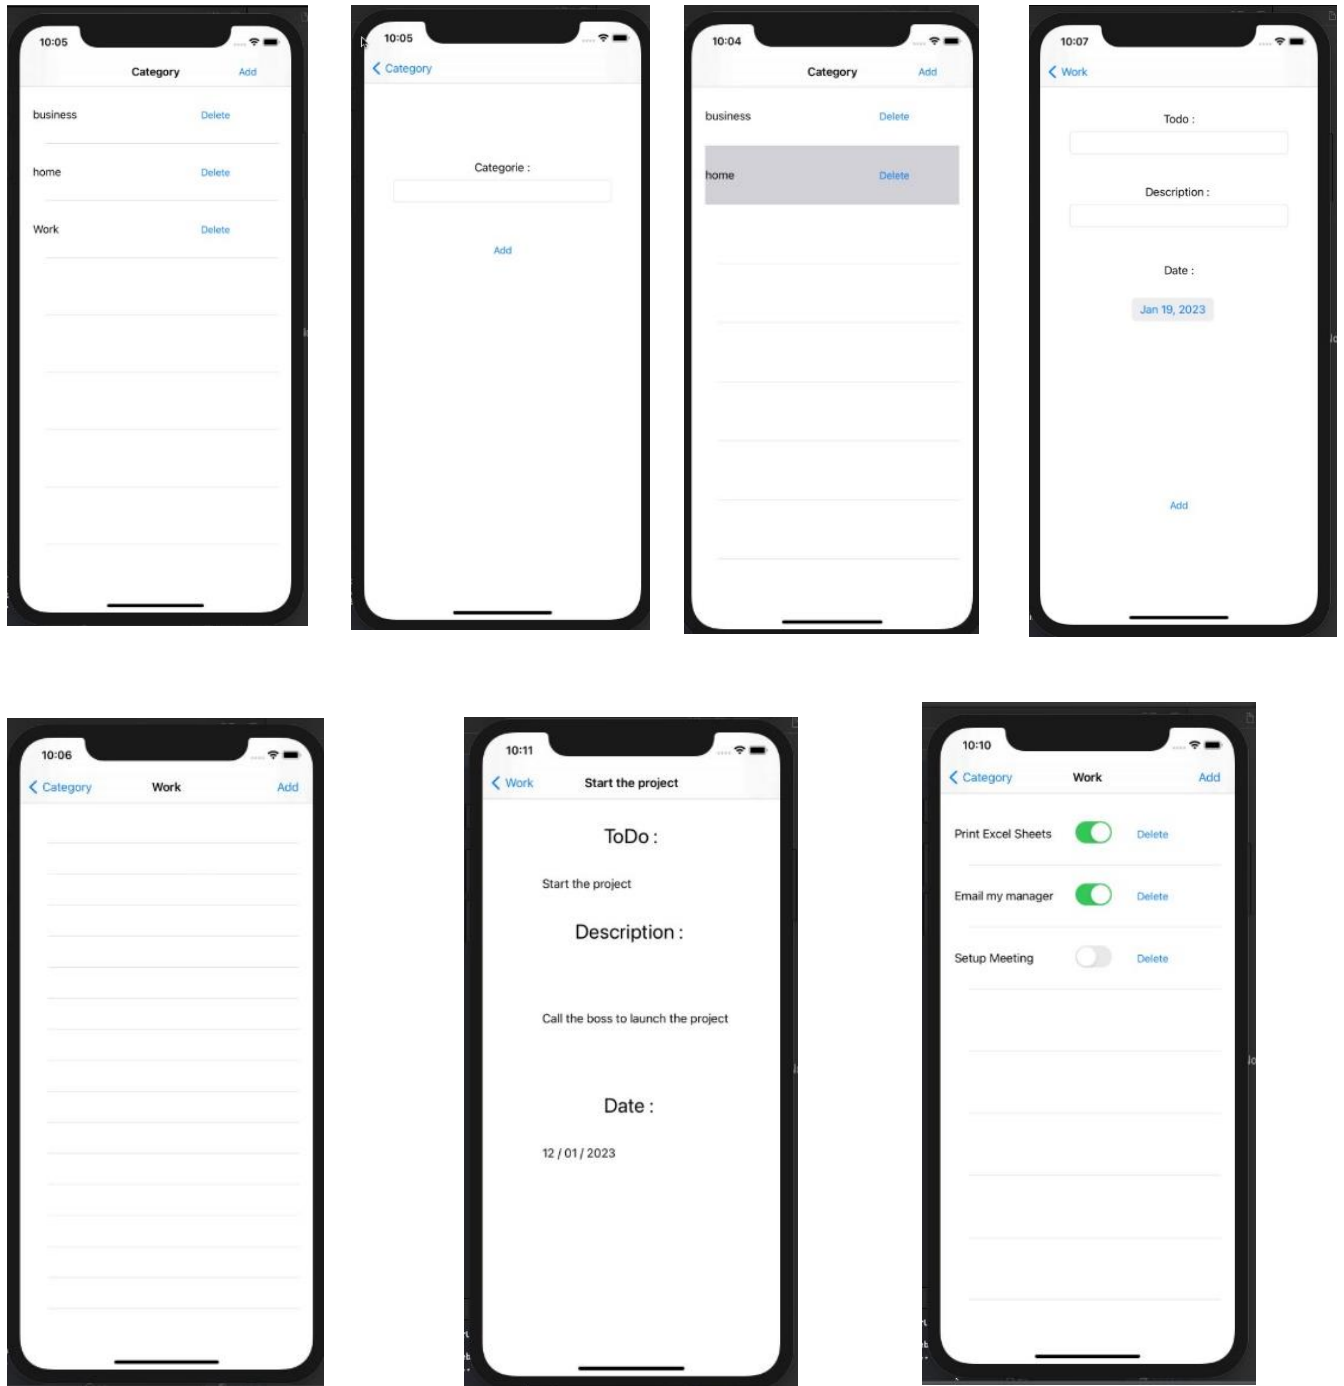 10:05
Category Add
business Delete
home Delete
Work Delete
10:05
Category
Categorie :
Add
10:04
Category Add
business Delete
home Delete
10:07
Work
Todo :
Description :
Date :
Jan 19, 2023
Add
10:06
Category Work Add
10:11
Work Start the project
ToDo :
Start the project
Description :
Call the boss to launch the project
Date :
12 / 01 / 2023
10:10
Category Work Add
Print Excel Sheets Delete
Email my manager Delete
Setup Meeting Delete